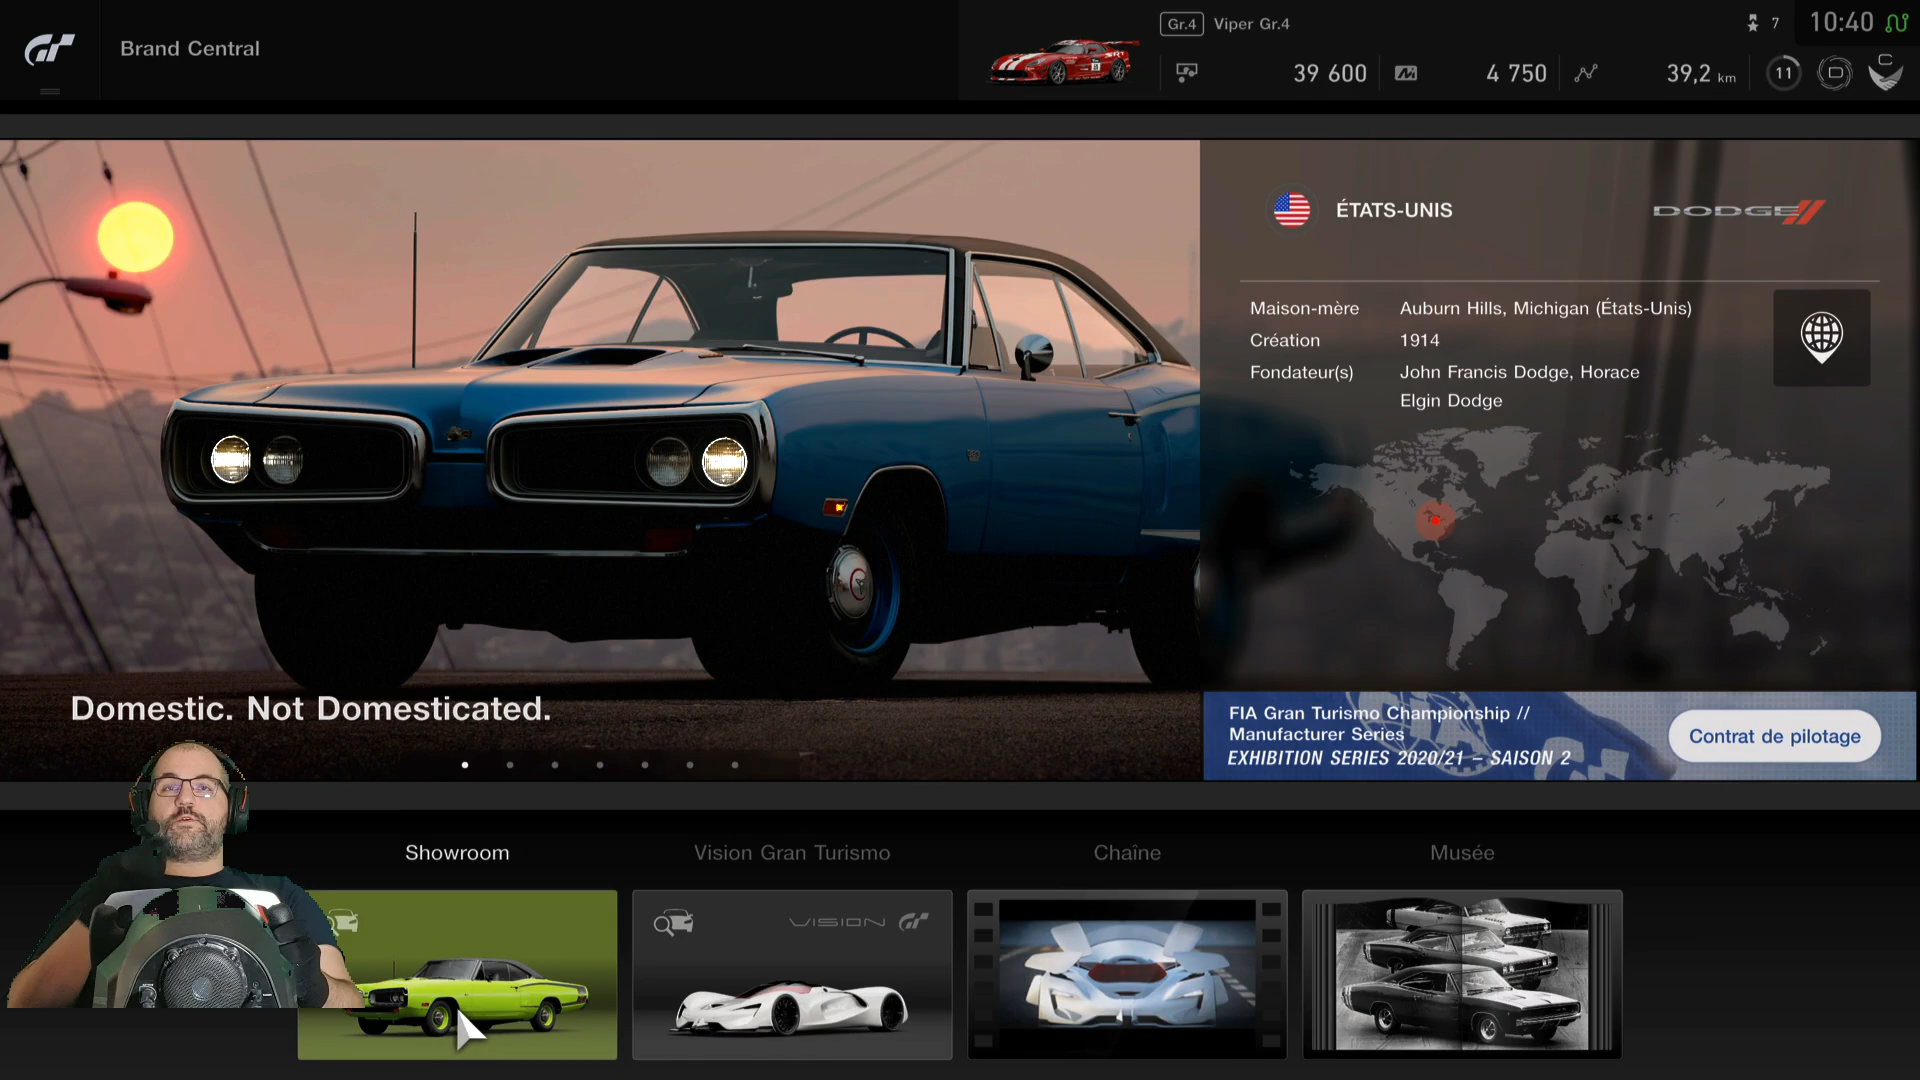 Brand Central
Gr.4 Viper Gr.4
7
10:40
39 600
4 750
39,2 km
11
D
C
ÉTATS-UNIS
DODGE
Maison-mère Auburn Hills, Michigan (États-Unis)
Création 1914
Fondateur(s) John Francis Dodge, Horace
Elgin Dodge
Domestic. Not Domesticated.
FIA Gran Turismo Championship //
Manufacturer Series
EXHIBITION SERIES 2020/21 – SAISON 2
Contrat de pilotage
Showroom
Vision Gran Turismo
Chaîne
Musée
VISION GT